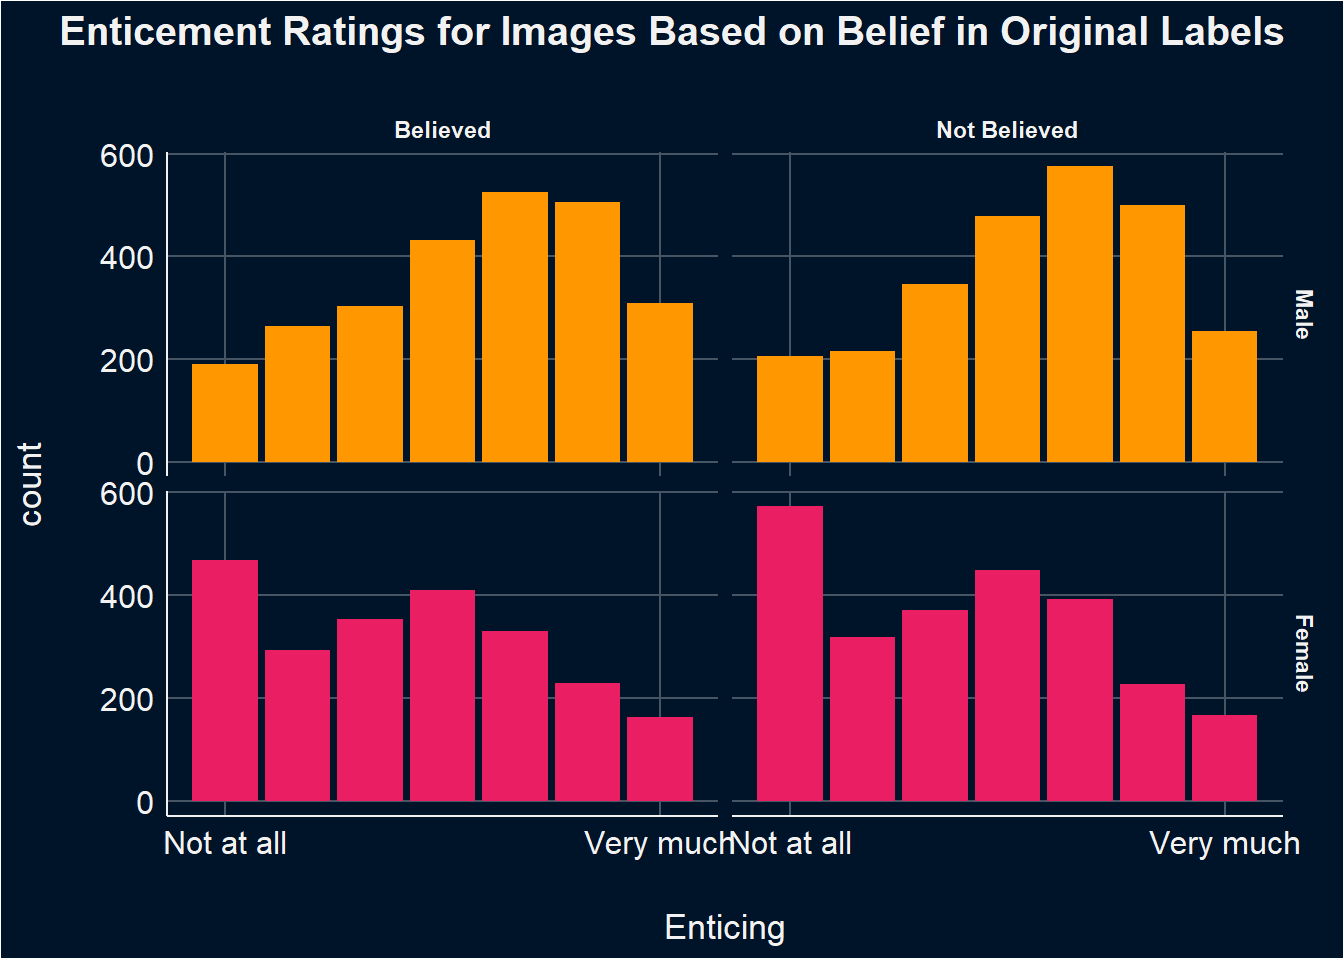 Enticement Ratings for Images Based on Belief in Original Labels
Believed
Not Believed
600
400
200
0
Male
count
600
400
200
0
Female
Not at all
Very much
Not at all
Very much
Enticing